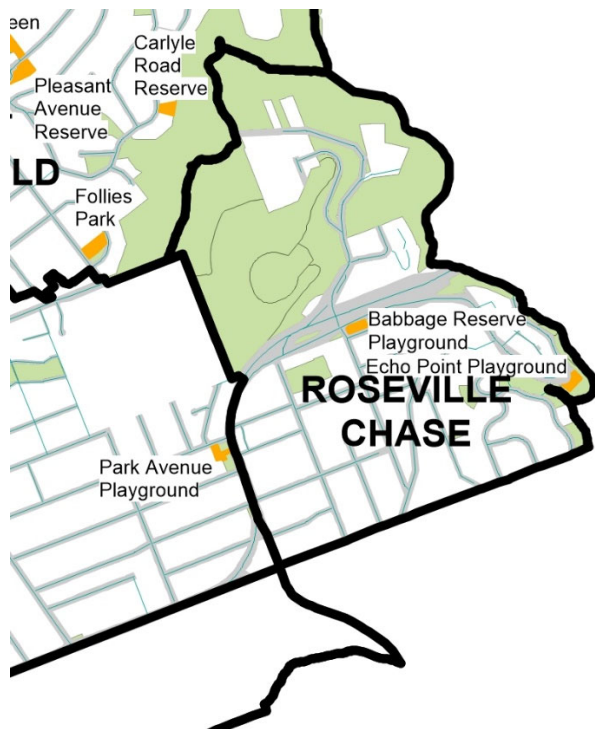 een
Carlyle
Road
Reserve
Pleasant
Avenue
Reserve
LD
Follies
Park
Babbage Reserve
Playground
Echo Point Playground
ROSEVILLE
CHASE
Park Avenue
Playground